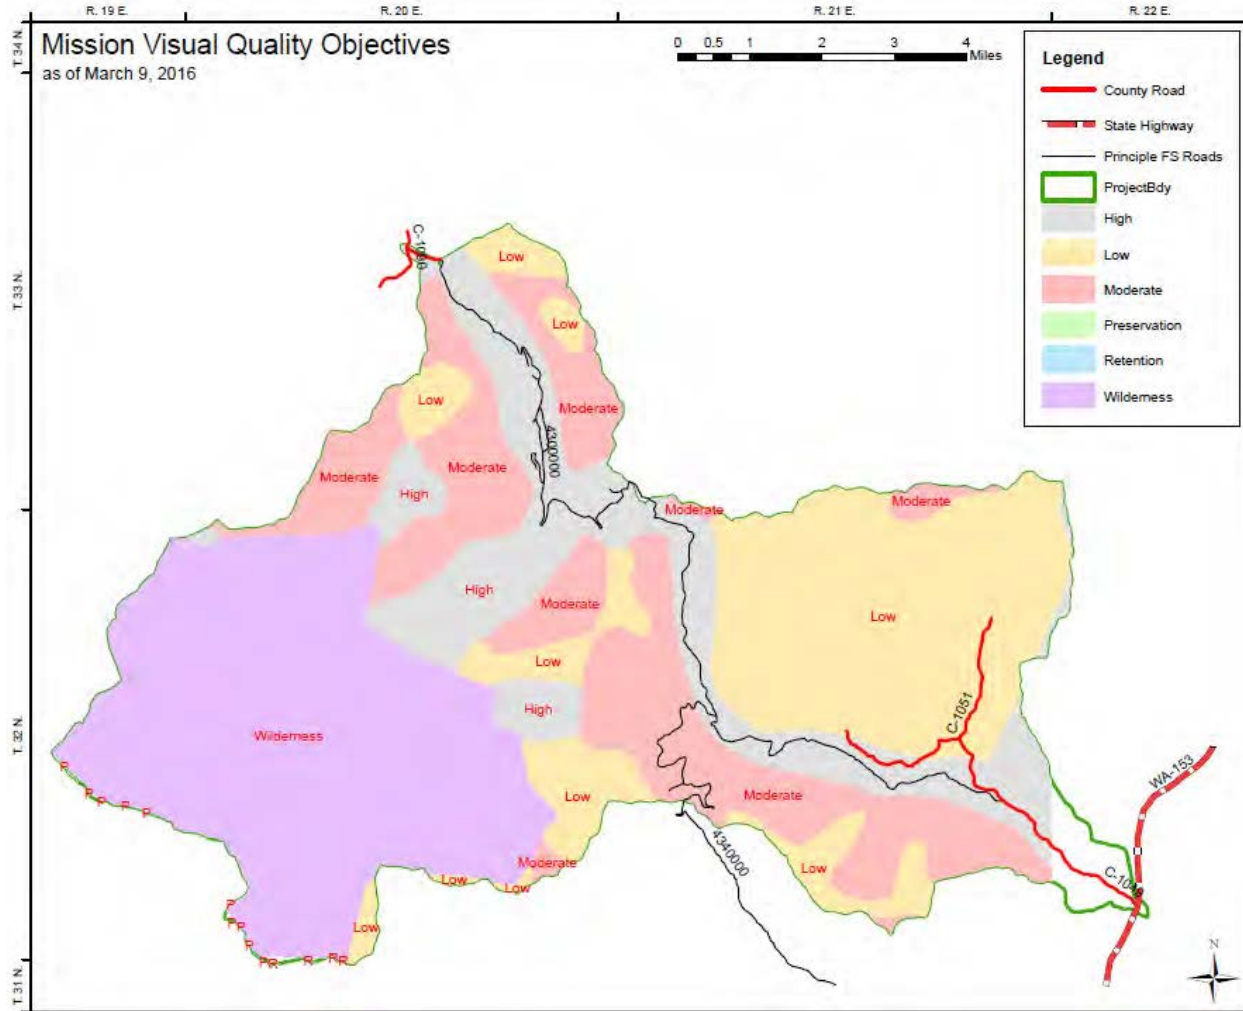 R. 19 E.
R. 20 E.
R. 21 E.
R. 22 E.
T. 34 N.
Mission Visual Quality Objectives
as of March 9, 2016
0 0.5 1 2 3 4
Miles
Legend
County Road
State Highway
Principle FS Roads
ProjectBdy
High
Low
Moderate
Preservation
Retention
Wilderness
T. 33 N.
Low
Low
Low
Moderate
4300000
Moderate
Moderate
High
Moderate
Moderate
High
Moderate
Low
Low
High
C-1051
T. 32 N.
Wilderness
WA-153
P
P
P
P
P
Low
Moderate
4340000
Moderate
Low
Low
Low
Low
P
P
R
P
P
R
R
R
R
T. 31 N.
N